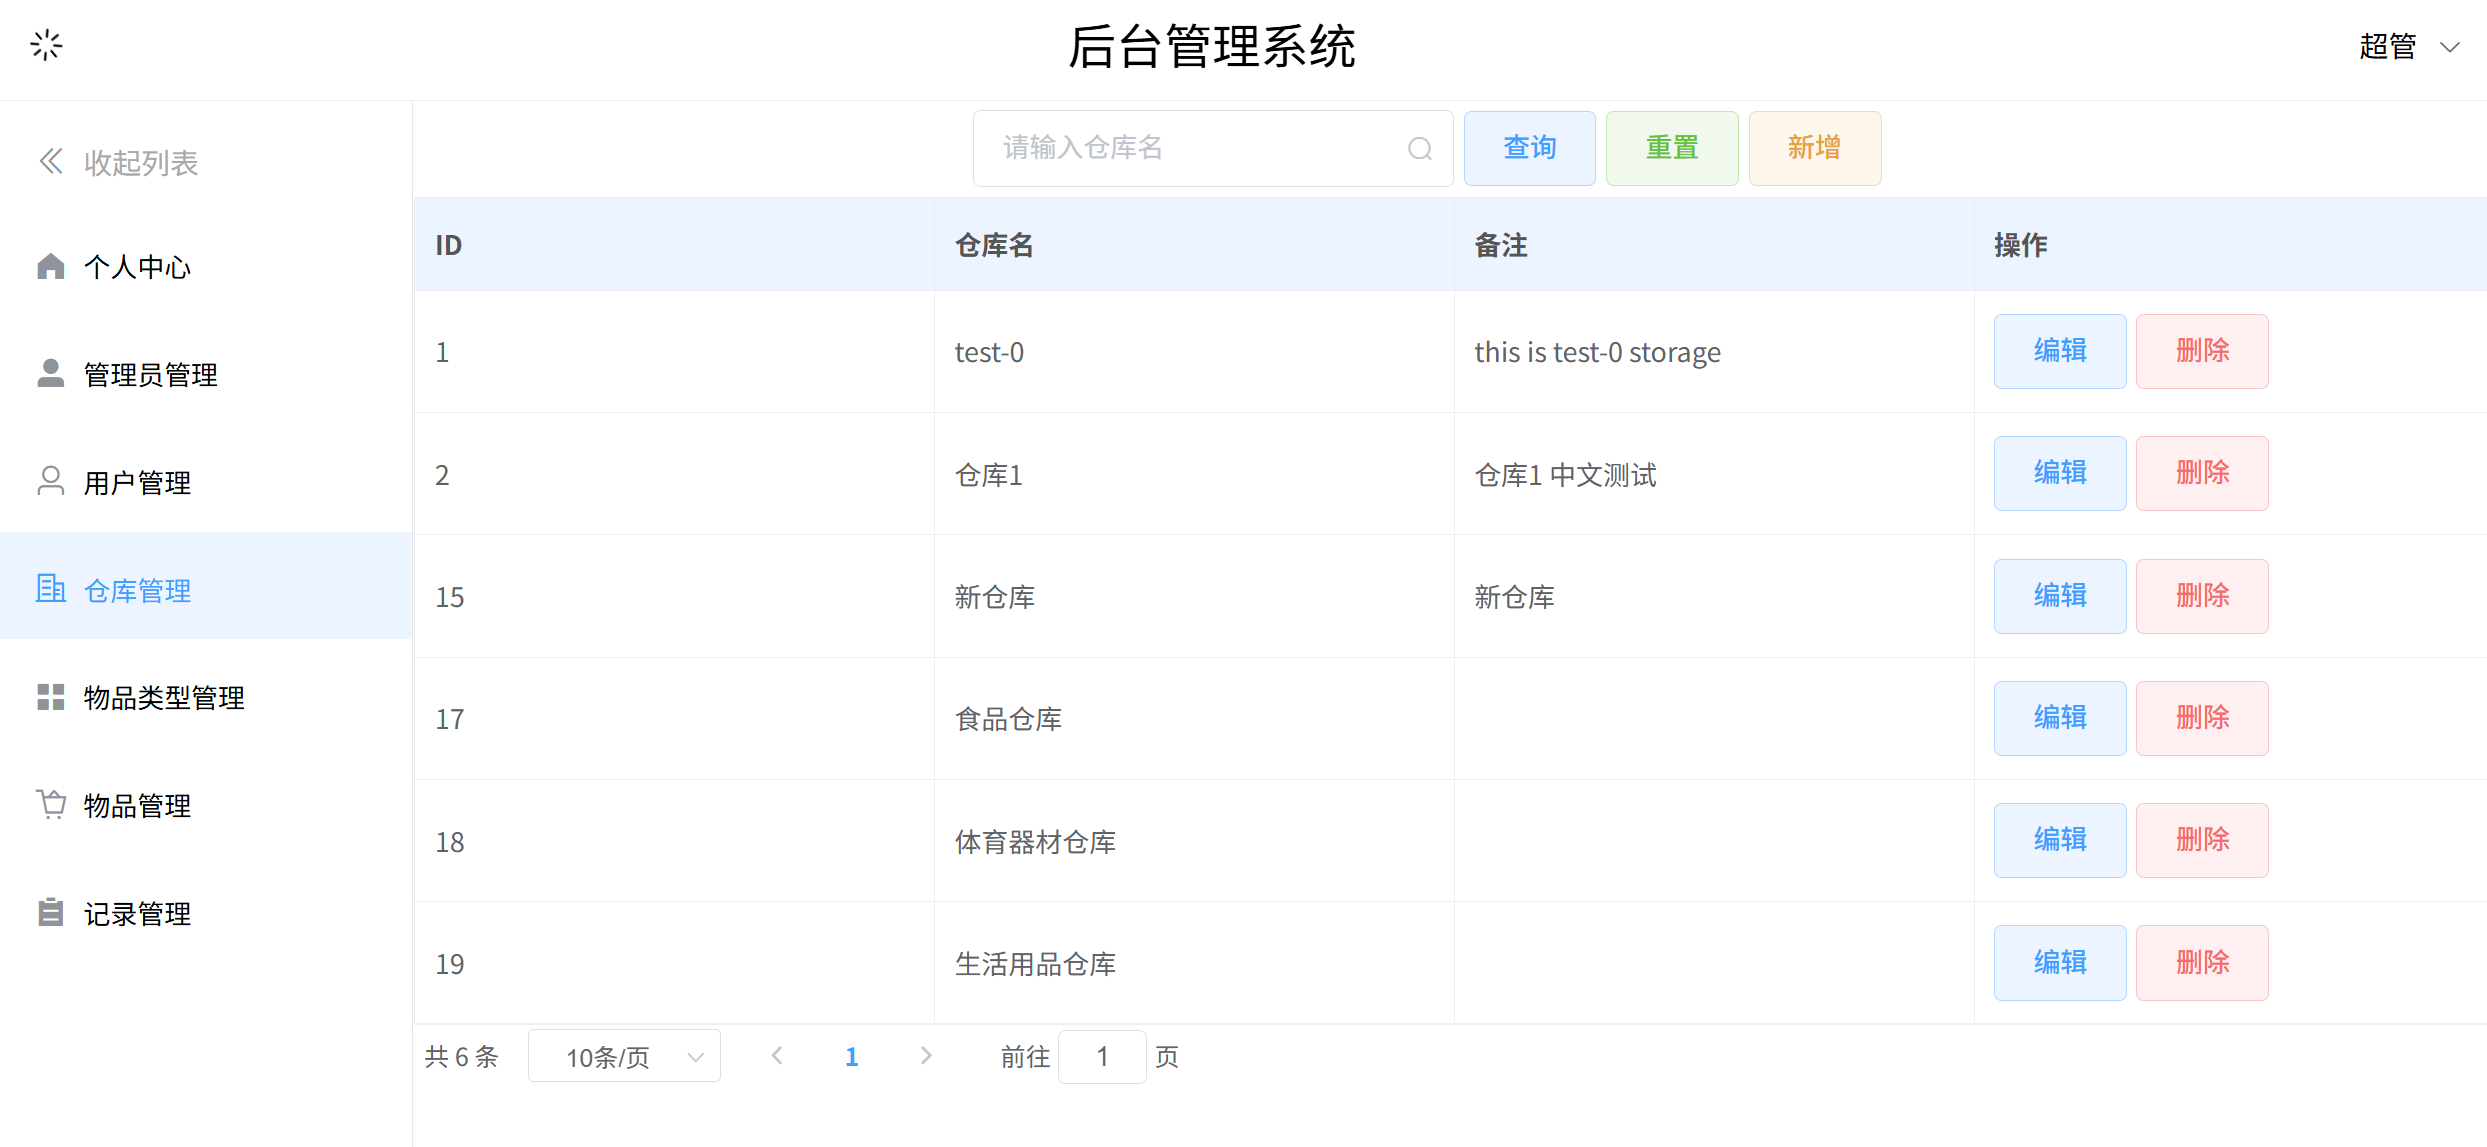 后台管理系统
超管
收起列表
个人中心
管理员管理
用户管理
仓库管理
物品类型管理
物品管理
记录管理
请输入仓库名 查询 重置 新增
ID 仓库名 备注 操作
1 test-0 this is test-0 storage 编辑 删除
2 仓库1 仓库1 中文测试 编辑 删除
15 新仓库 新仓库 编辑 删除
17 食品仓库 编辑 删除
18 体育器材仓库 编辑 删除
19 生活用品仓库 编辑 删除
共 6 条 10条/页 1 前往 1 页